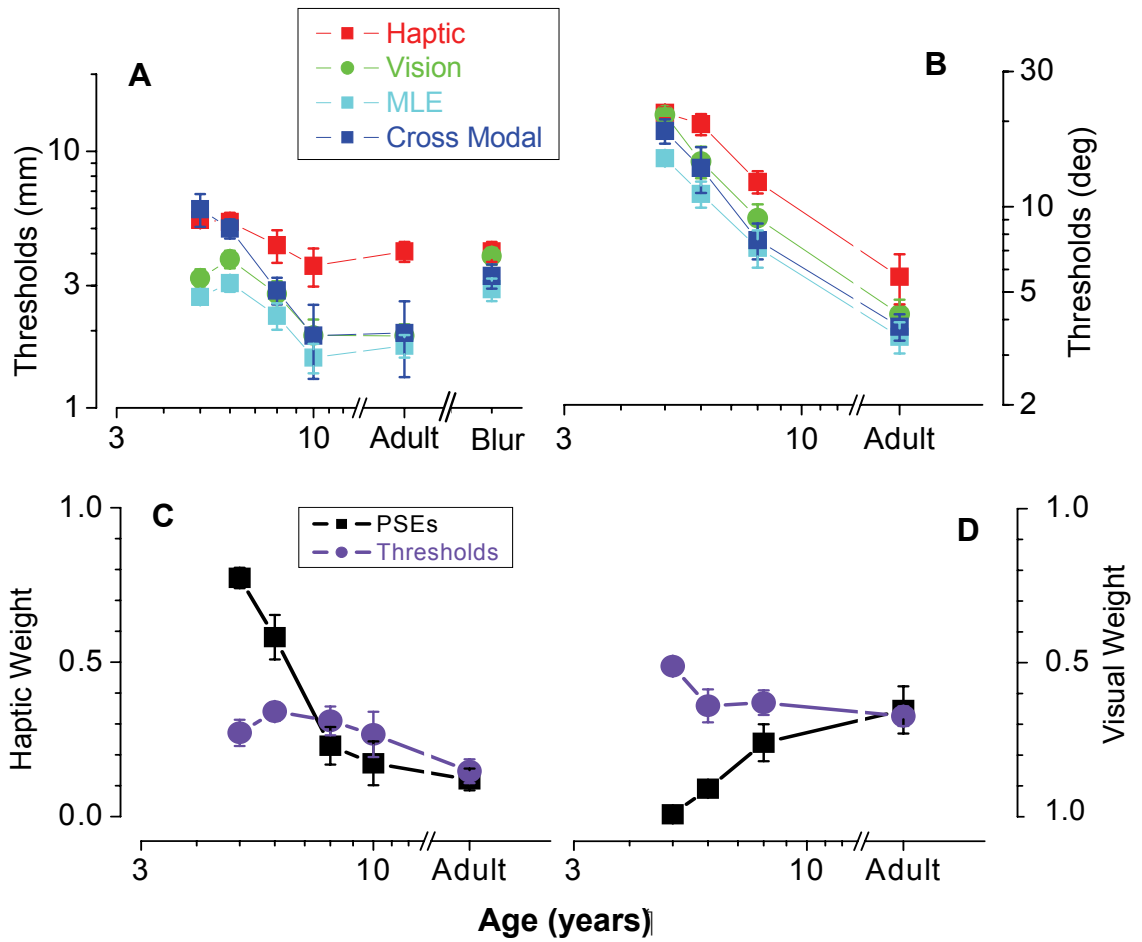 A
Haptic
Vision
MLE
Cross Modal
B
Thresholds (mm)
10
3
1
3
10
Adult
Blur
30
10
5
2
Thresholds (deg)
3
10
Adult
C
PSEs
Thresholds
D
Haptic Weight
1.0
0.5
0.0
3
10
Adult
1.0
0.5
1.0
Visual Weight
3
10
Adult
Age (years)